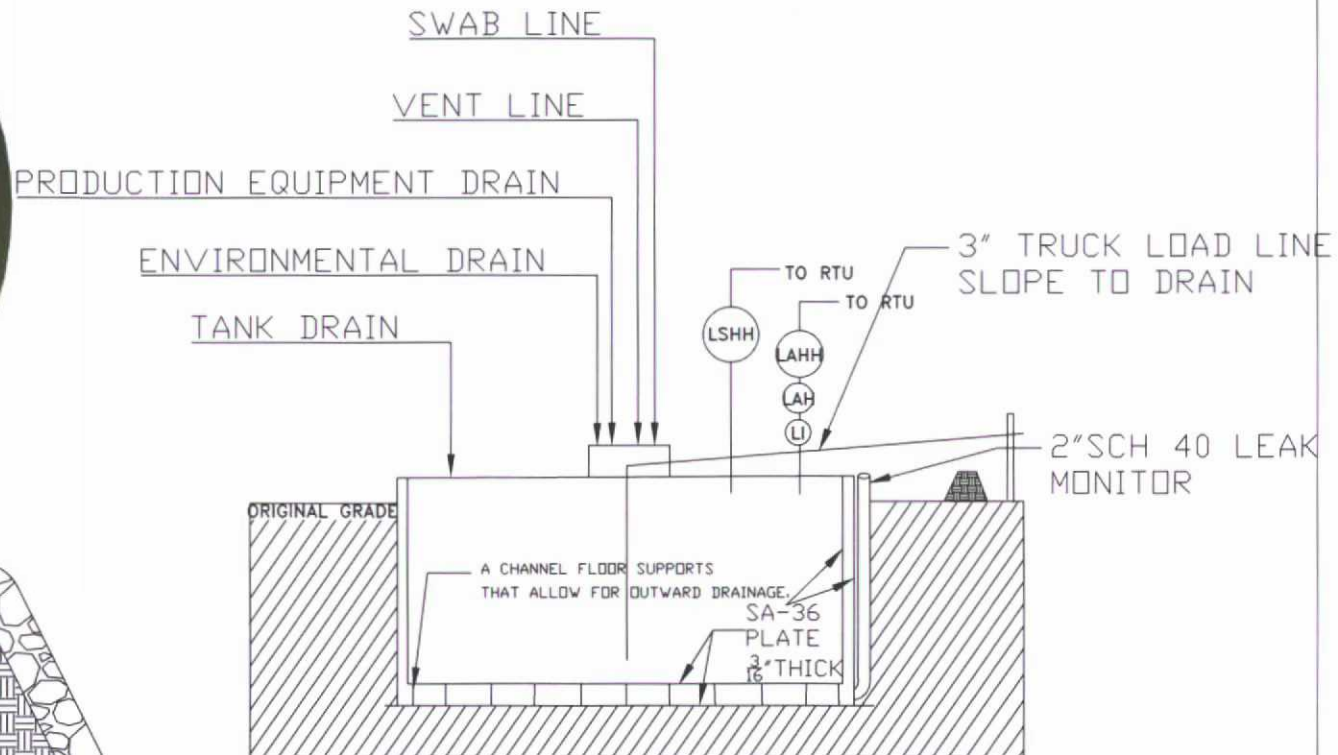 SWAB LINE
VENT LINE
PRODUCTION EQUIPMENT DRAIN
ENVIRONMENTAL DRAIN
TANK DRAIN
3" TRUCK LOAD LINE
SLOPE TO DRAIN
TO RTU
TO RTU
LSHH
LAHH
LAH
LI
2"SCH 40 LEAK
MONITOR
ORIGINAL GRADE
A CHANNEL FLOOR SUPPORTS
THAT ALLOW FOR OUTWARD DRAINAGE.
SA-36
PLATE
3/16"THICK